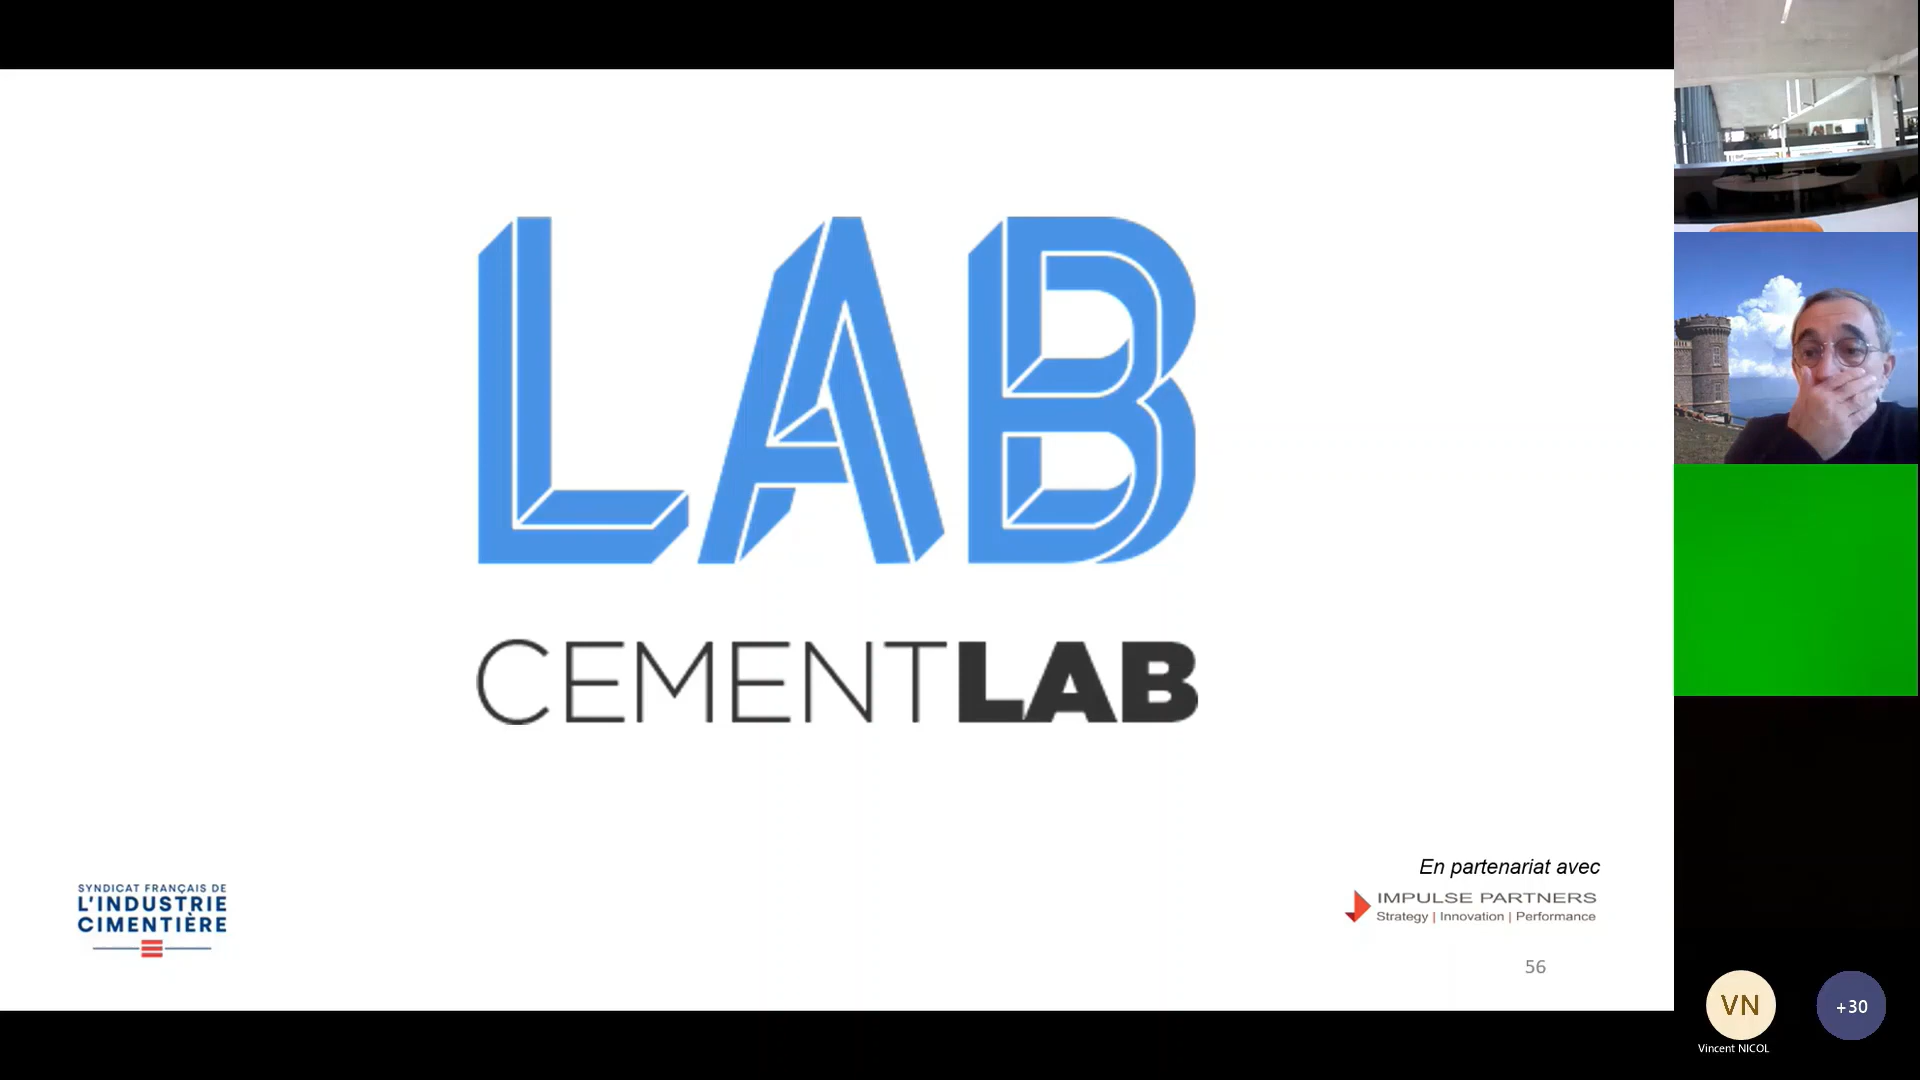 LAB
CEMENTLAB
SYNDICAT FRANÇAIS DE
L'INDUSTRIE
CIMENTIÈRE
En partenariat avec
IMPULSE PARTNERS
Strategy | Innovation | Performance
56
VN
+30
Vincent NICOL